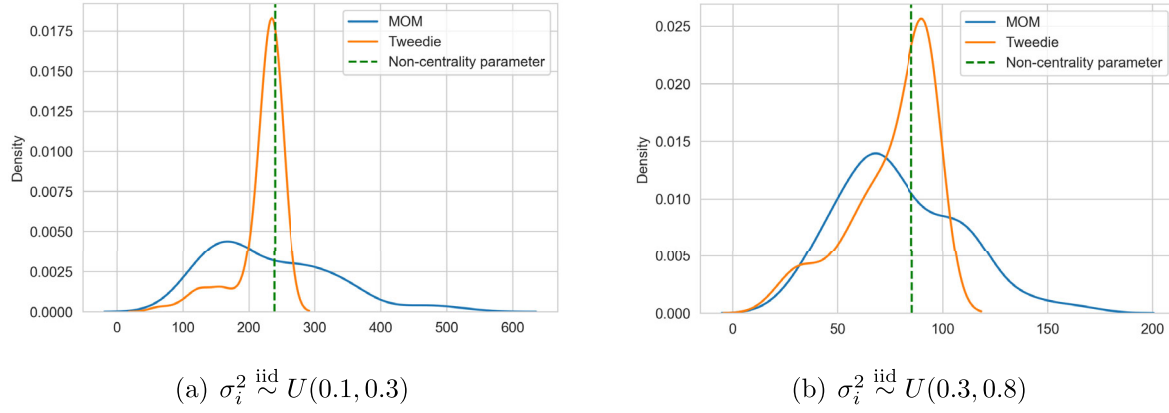 0.0175
0.0150
0.0125
0.0100
0.0075
0.0050
0.0025
0.0000
Density
MOM
Tweedie
Non-centrality parameter
0 100 200 300 400 500 600
(a) σ_i^2 iid ~ U(0.1, 0.3)
0.025
0.020
0.015
0.010
0.005
0.000
Density
MOM
Tweedie
Non-centrality parameter
0 50 100 150 200
(b) σ_i^2 iid ~ U(0.3, 0.8)